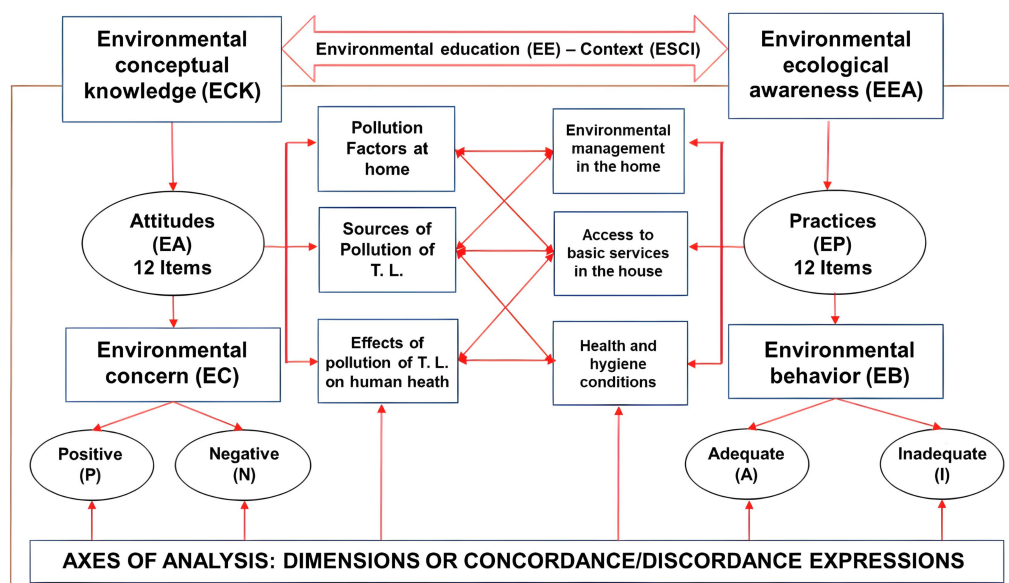 Environmental
conceptual
knowledge (ECK)
Environmental education (EE) – Context (ESCI)
Environmental
ecological
awareness (EEA)
Pollution
Factors at
home
Environmental
management
in the home
Attitudes
(EA)
12 Items
Sources of
Pollution of
T. L.
Access to
basic services
in the house
Practices
(EP)
12 Items
Environmental
concern (EC)
Effects of
pollution of T. L.
on human heath
Health and
hygiene
conditions
Environmental
behavior (EB)
Positive
(P)
Negative
(N)
Adequate
(A)
Inadequate
(I)
AXES OF ANALYSIS: DIMENSIONS OR CONCORDANCE/DISCORDANCE EXPRESSIONS